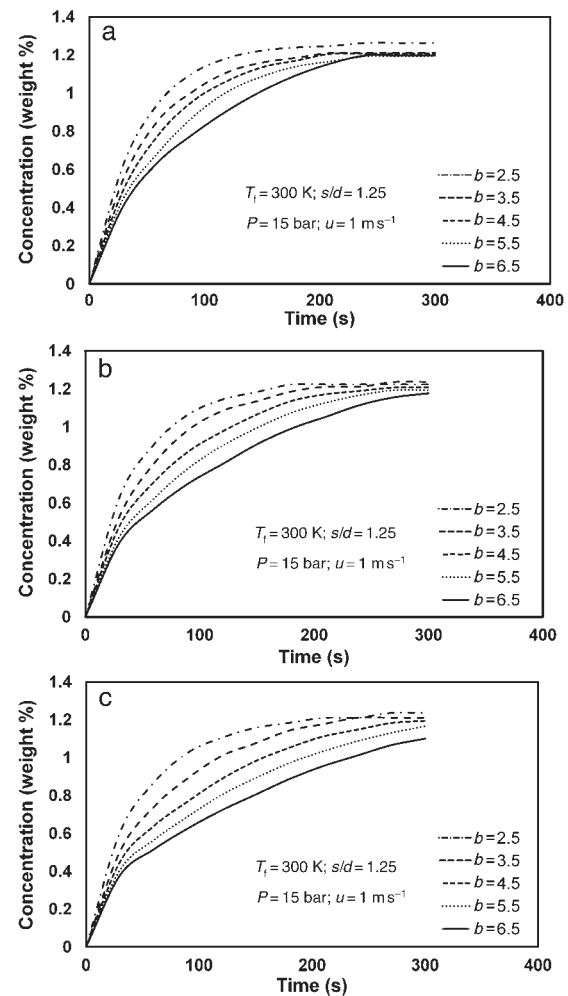 a
Concentration (weight %)
1.4
1.2
1
0.8
0.6
0.4
0.2
0
Tf = 300 K; s/d = 1.25
P = 15 bar; u = 1 m s⁻¹
b = 2.5
b = 3.5
b = 4.5
b = 5.5
b = 6.5
0 100 200 300 400
Time (s)
b
Concentration (weight %)
1.4
1.2
1
0.8
0.6
0.4
0.2
0
Tf = 300 K; s/d = 1.25
P = 15 bar; u = 1 m s⁻¹
b = 2.5
b = 3.5
b = 4.5
b = 5.5
b = 6.5
0 100 200 300 400
Time (s)
c
Concentration (weight %)
1.4
1.2
1
0.8
0.6
0.4
0.2
0
Tf = 300 K; s/d = 1.25
P = 15 bar; u = 1 m s⁻¹
b = 2.5
b = 3.5
b = 4.5
b = 5.5
b = 6.5
0 100 200 300 400
Time (s)